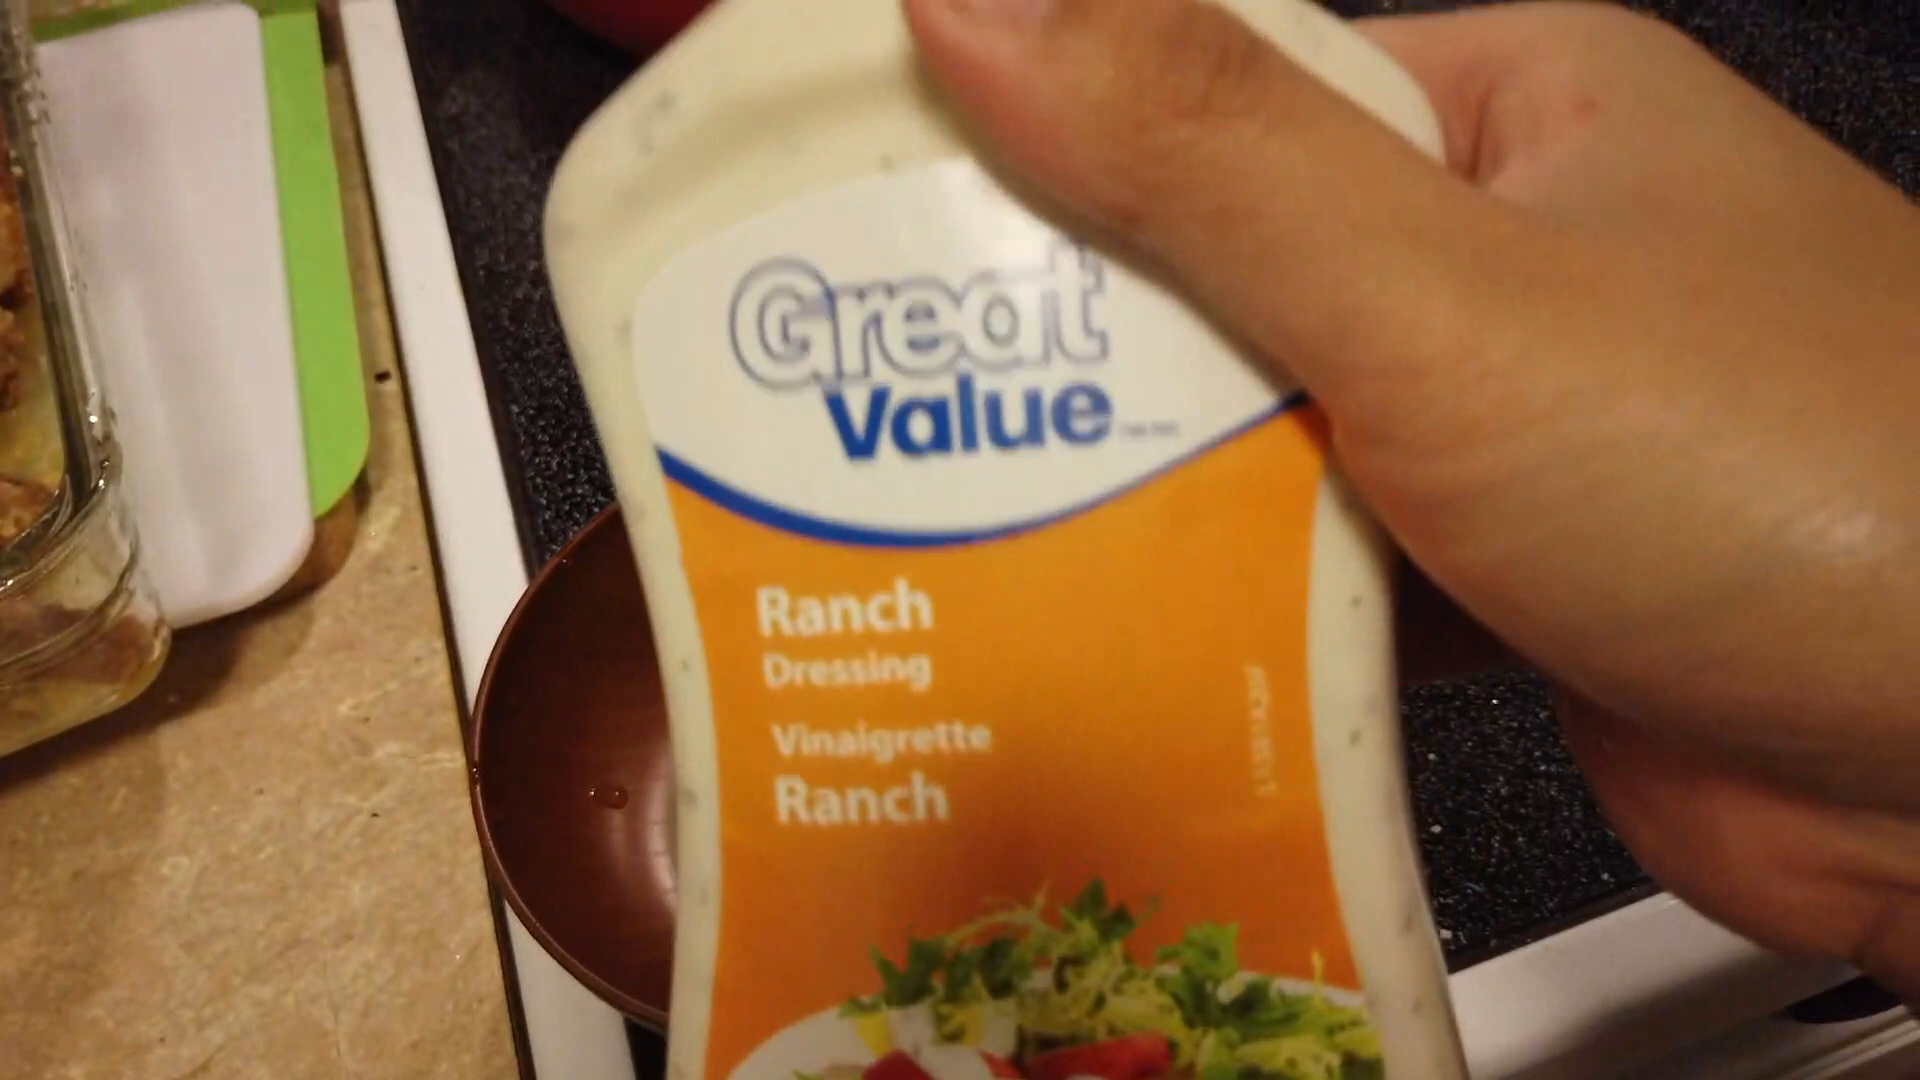 Great
Value
Ranch
Dressing
Vinaigrette
Ranch